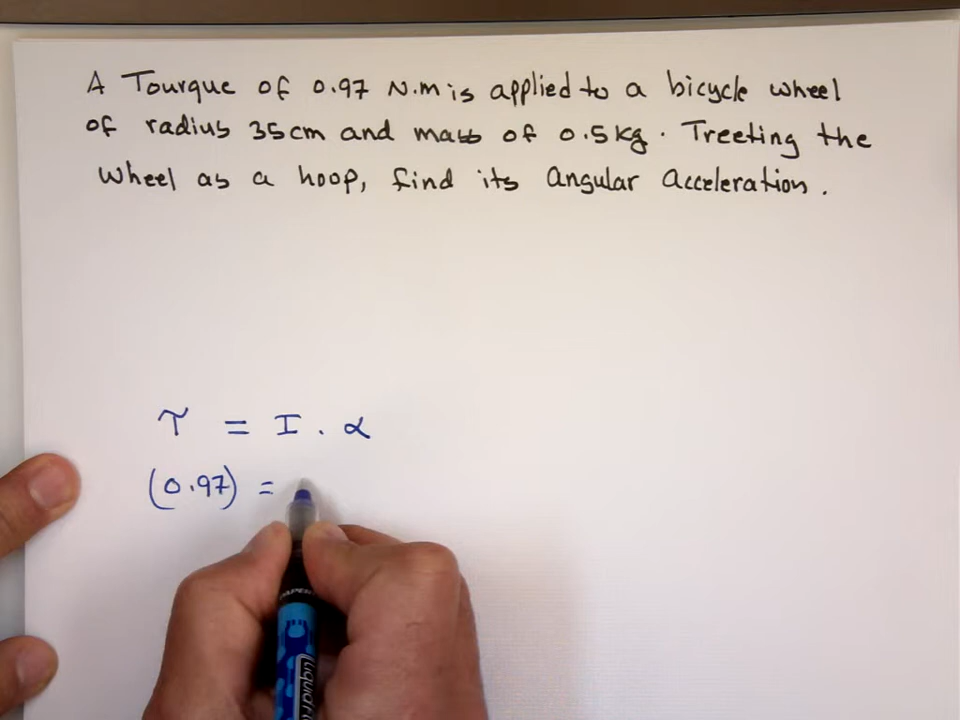 A Tourque of 0.97 N.m is applied to a bicycle wheel
of radius 35cm and mass of 0.5kg. Treeting the
wheel as a hoop, find its angular acceleration.
τ = I . α
(0.97) =
PAPER